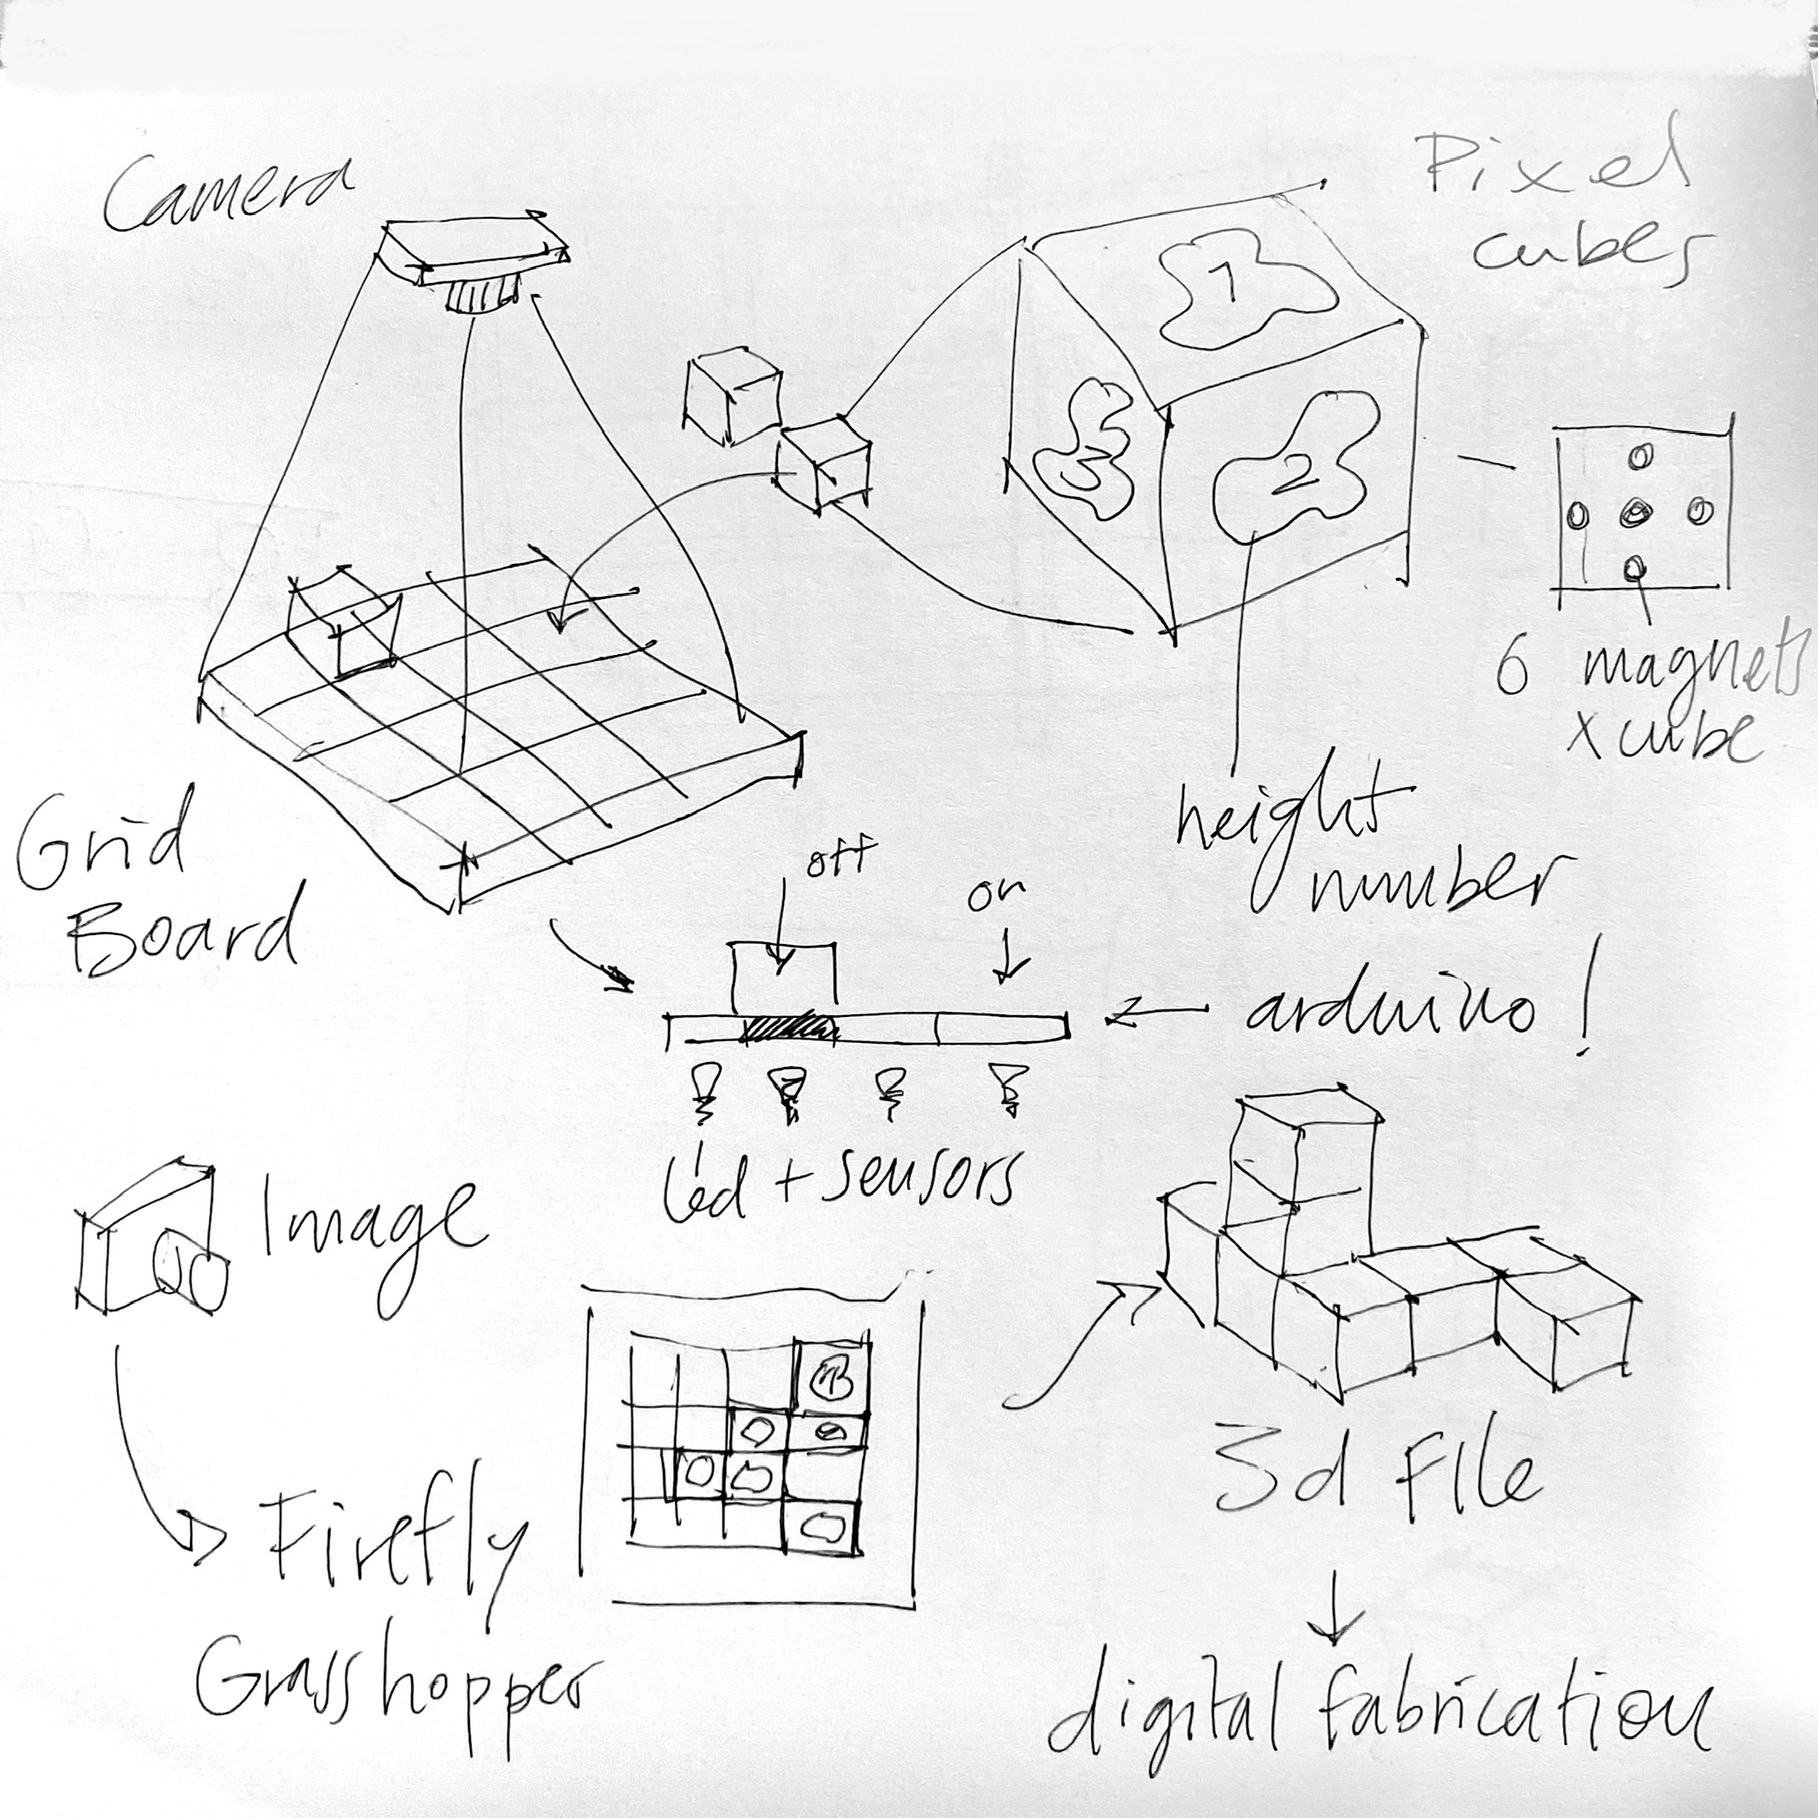 Camera
Pixel
cubes
1
2
3
6 magnets
x cube
height
number
Grid
Board
off
on
arduino!
led + sensors
Image
Firefly
Grasshopper
3d FIle
digital fabrication